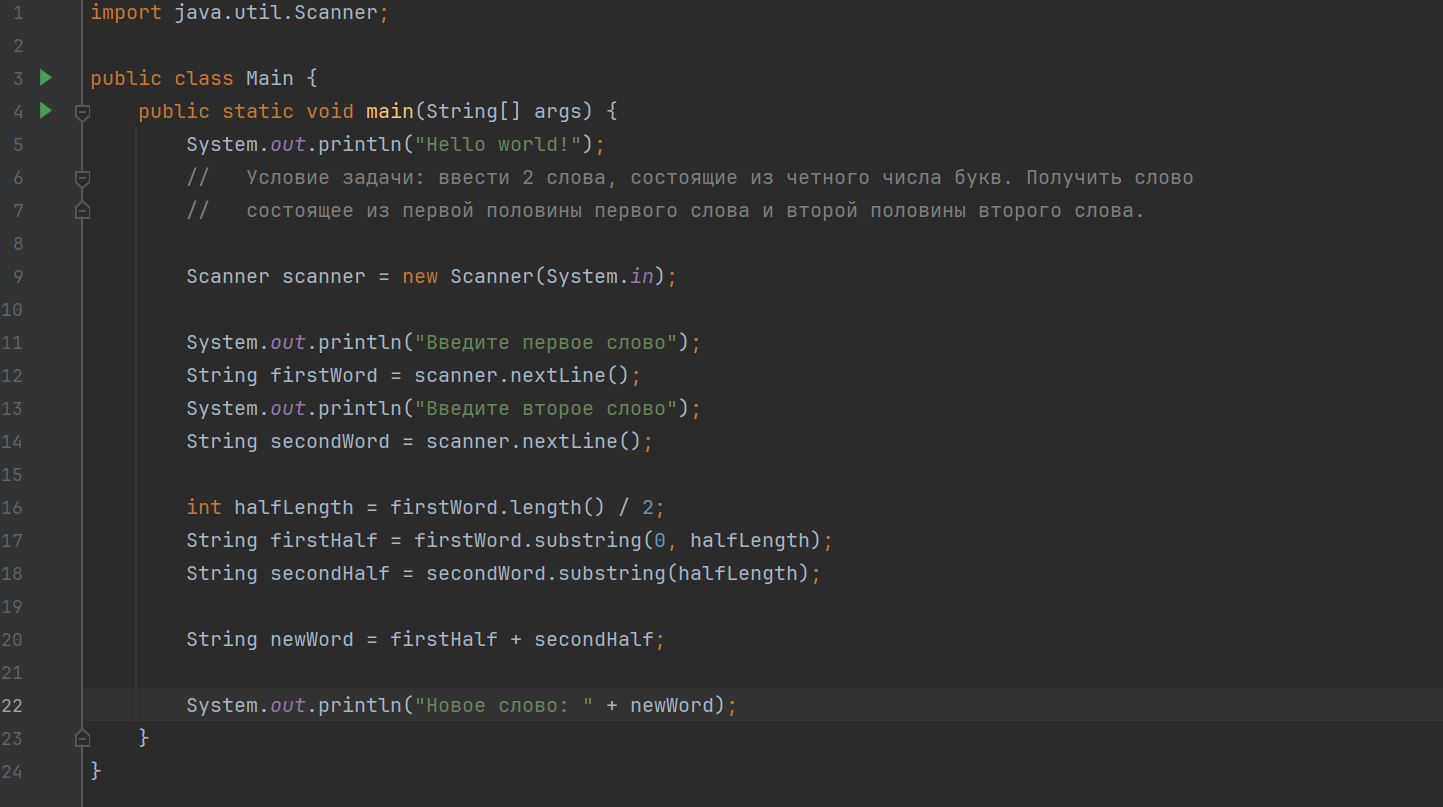 1 import java.util.Scanner;
2
3 public class Main {
4     public static void main(String[] args) {
5         System.out.println("Hello world!");
6         //   Условие задачи: ввести 2 слова, состоящие из четного числа букв. Получить слово
7         //   состоящее из первой половины первого слова и второй половины второго слова.
8
9         Scanner scanner = new Scanner(System.in);
10
11         System.out.println("Введите первое слово");
12         String firstWord = scanner.nextLine();
13         System.out.println("Введите второе слово");
14         String secondWord = scanner.nextLine();
15
16         int halfLength = firstWord.length() / 2;
17         String firstHalf = firstWord.substring(0, halfLength);
18         String secondHalf = secondWord.substring(halfLength);
19
20         String newWord = firstHalf + secondHalf;
21
22         System.out.println("Новое слово: " + newWord);
23     }
24 }